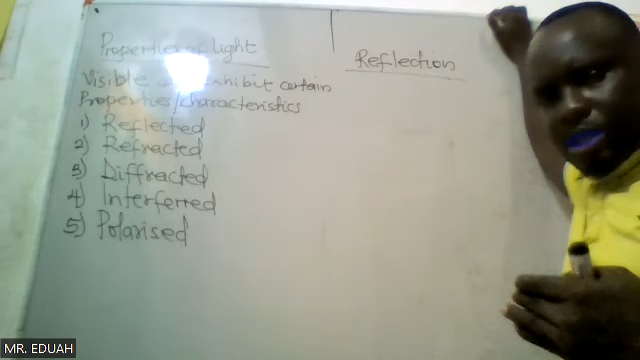 Properties of light
Visible exhibit certain
Properties/characteristics
1) Reflected
2) Refracted
3) Diffracted
4) Interferred
5) Polarised
Reflection
MR. EDUAH